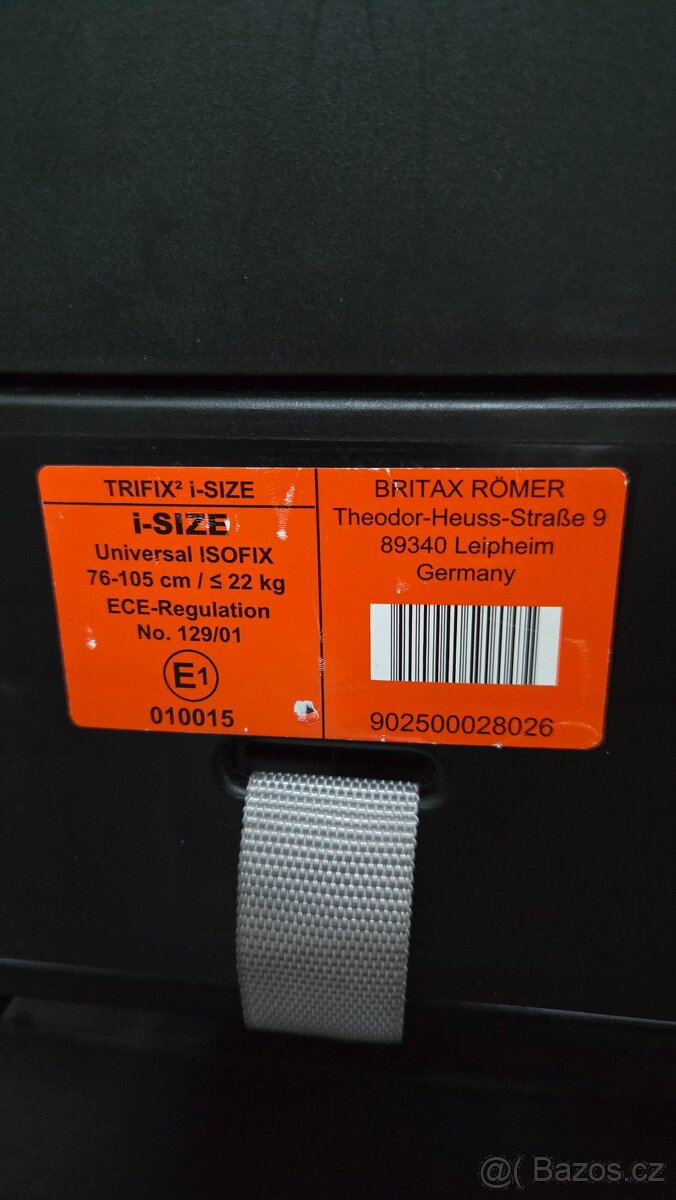 TRIFIX² i-SIZE
i-SIZE
Universal ISOFIX
76-105 cm / ≤ 22 kg
ECE-Regulation
No. 129/01
E1
010015
BRITAX RÖMER
Theodor-Heuss-Straße 9
89340 Leipheim
Germany
902500028026
@( Bazos.cz